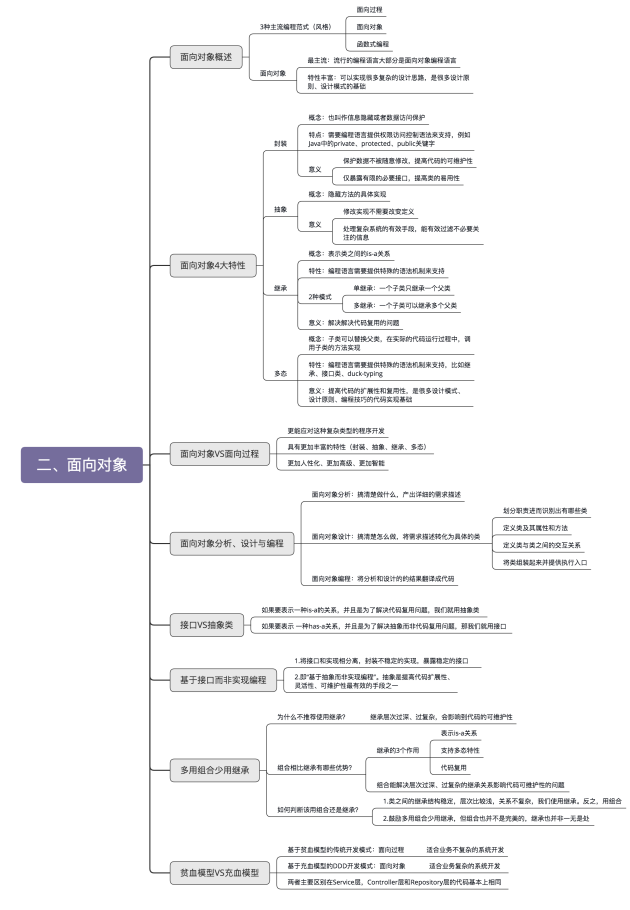 二、面向对象
面向对象概述
3种主流编程范式（风格）
面向过程
面向对象
函数式编程
面向对象
最主流：流行的编程语言大部分是面向对象编程语言
特性丰富：可以实现很多复杂的设计思路，是很多设计原
则、设计模式的基础
面向对象4大特性
封装
概念：也叫作信息隐藏或者数据访问保护
特点：需要编程语言提供权限访问控制语法来支持，例如
Java中的private、protected、public关键字
意义
保护数据不被随意修改，提高代码的可维护性
仅暴露有限的必要接口，提高类的易用性
抽象
概念：隐藏方法的具体实现
意义
修改实现不需要改变定义
处理复杂系统的有效手段，能有效过滤不必要关
注的信息
继承
概念：表示类之间的is-a关系
特性：编程语言需要提供特殊的语法机制来支持
2种模式
单继承：一个子类只继承一个父类
多继承：一个子类可以继承多个父类
意义：解决解决代码复用的问题
多态
概念：子类可以替换父类，在实际的代码运行过程中，调
用子类的方法实现
特性：编程语言需要提供特殊的语法机制来支持，比如继
承、接口类、duck-typing
意义：提高代码的扩展性和复用性，是很多设计模式、
设计原则、编程技巧的代码实现基础
面向对象VS面向过程
更能应对这种复杂类型的程序开发
具有更加丰富的特性（封装、抽象、继承、多态）
更加人性化、更加高级、更加智能
面向对象分析、设计与编程
面向对象分析：搞清楚做什么，产出详细的需求描述
面向对象设计：搞清楚怎么做，将需求描述转化为具体的类
划分职责进而识别出有哪些类
定义类及其属性和方法
定义类与类之间的交互关系
将类组装起来并提供执行入口
面向对象编程：将分析和设计的的结果翻译成代码
接口VS抽象类
如果要表示一种is-a的关系，并且是为了解决代码复用问题，我们就用抽象类
如果要表示 一种has-a关系，并且是为了解决抽象而非代码复用问题，那我们就用接口
基于接口而非实现编程
1.将接口和实现相分离，封装不稳定的实现，暴露稳定的接口
2.即“基于抽象而非实现编程”。抽象是提高代码扩展性、
灵活性、可维护性最有效的手段之一
多用组合少用继承
为什么不推荐使用继承？ 继承层次过深、过复杂，会影响到代码的可维护性
组合相比继承有哪些优势？
继承的3个作用
表示is-a关系
支持多态特性
代码复用
组合能解决层次过深、过复杂的继承关系影响代码可维护性的问题
如何判断该用组合还是继承？
1.类之间的继承结构稳定，层次比较浅，关系不复杂，我们使用继承。反之，用组合
2.鼓励多用组合少用继承，但组合也并不是完美的，继承也并非一无是处
贫血模型VS充血模型
基于贫血模型的传统开发模式：面向过程 适合业务不复杂的系统开发
基于充血模型的DDD开发模式：面向对象 适合业务复杂的系统开发
两者主要区别在Service层，Controller层和Repository层的代码基本上相同